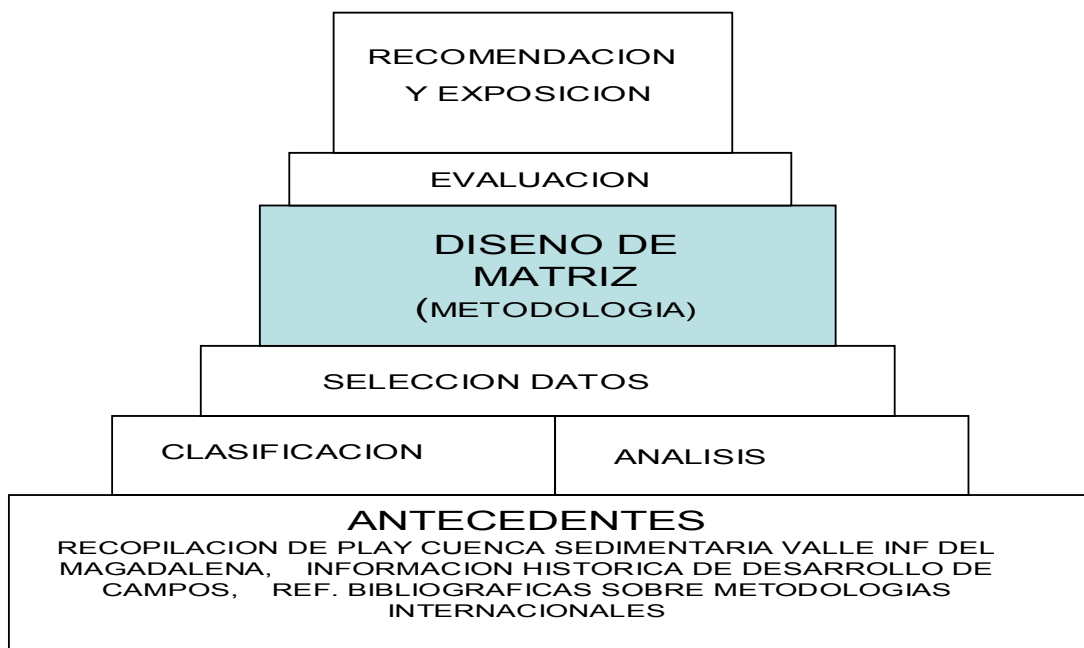 RECOMENDACION
Y EXPOSICION
EVALUACION
DISENO DE
MATRIZ
(METODOLOGIA)
SELECCION DATOS
CLASIFICACION
ANALISIS
ANTECEDENTES
RECOPILACION DE PLAY CUENCA SEDIMENTARIA VALLE INF DEL
MAGADALENA, INFORMACION HISTORICA DE DESARROLLO DE
CAMPOS, REF. BIBLIOGRAFICAS SOBRE METODOLOGIAS
INTERNACIONALES